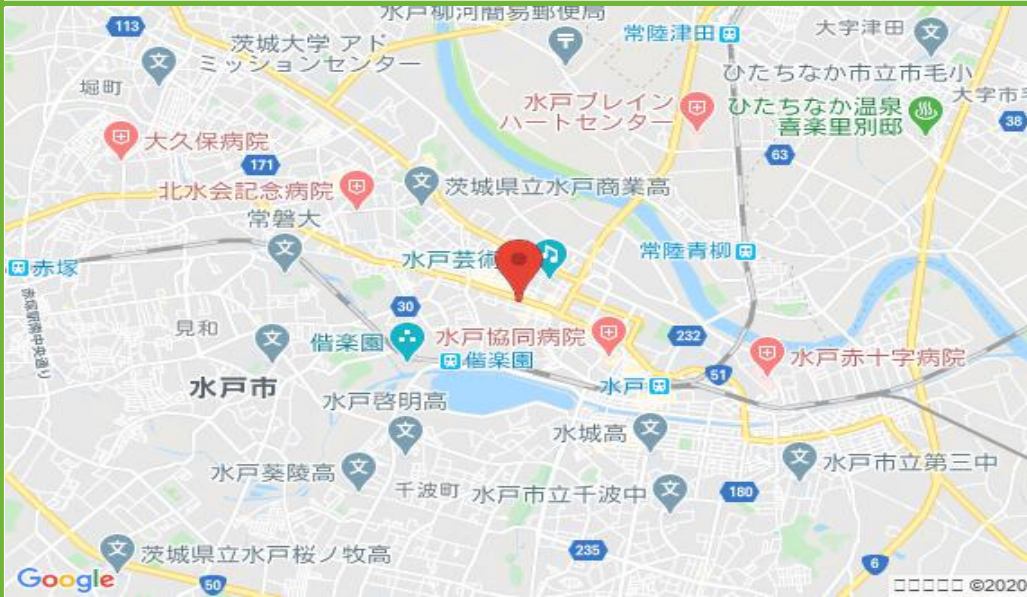 水戸柳河簡易郵便局
113
茨城大学 アド
ミッションセンター
常陸津田
大字津田
堀町
ひたちなか市立市毛小
水戸ブレイン
ハートセンター
ひたちなか温泉
喜楽里別邸
大字市毛
38
大久保病院
171
63
北水会記念病院
茨城県立水戸商業高
常磐大
水戸芸術
常陸青柳
赤塚
赤塚駅南中央通り
30
見和
偕楽園
水戸協同病院
232
偕楽園
水戸赤十字病院
水戸市
水戸
51
水戸啓明高
水城高
水戸葵陵高
千波町
水戸市立千波中
水戸市立第三中
180
茨城県立水戸桜ノ牧高
235
6
Google
50
©2020